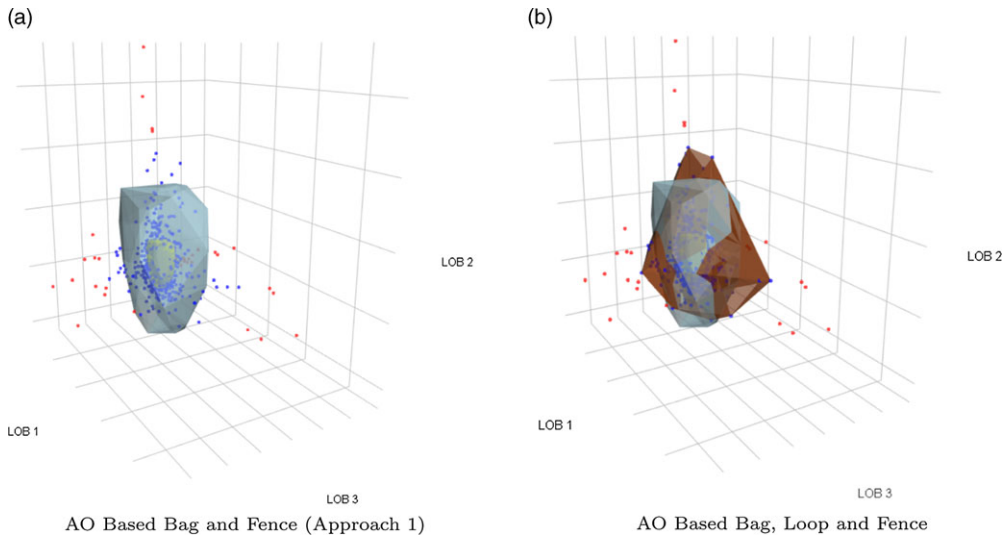 (a)
(b)
LOB 2
LOB 2
LOB 1
LOB 1
LOB 3
LOB 3
AO Based Bag and Fence (Approach 1)
AO Based Bag, Loop and Fence